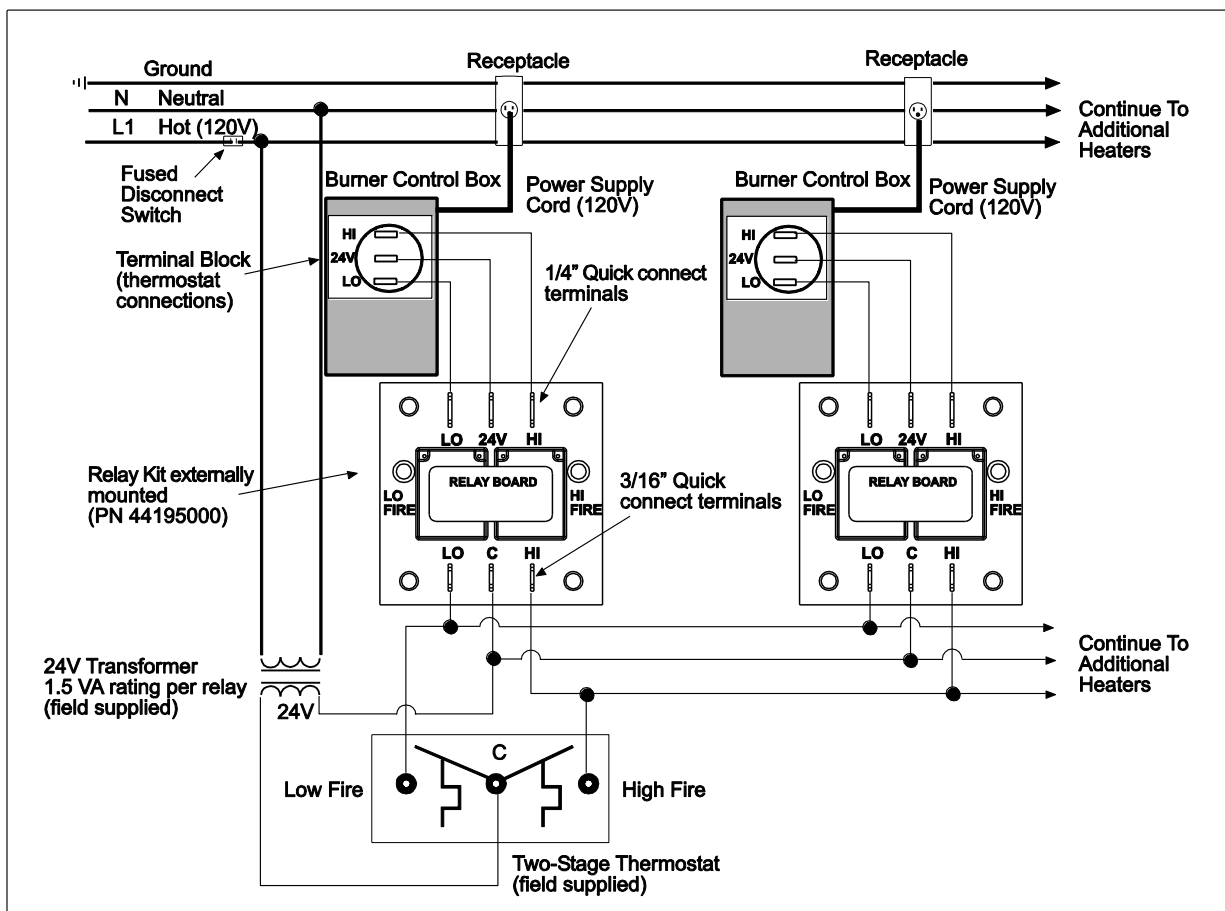 Ground
Receptacle
Receptacle
N Neutral
L1 Hot (120V)
Continue To
Additional
Heaters
Fused
Disconnect
Switch
Burner Control Box
Power Supply
Cord (120V)
Burner Control Box
Power Supply
Cord (120V)
HI
24V
LO
HI
24V
LO
Terminal Block
(thermostat
connections)
1/4” Quick connect
terminals
LO 24V HI
LO 24V HI
Relay Kit externally
mounted
(PN 44195000)
RELAY BOARD
LO
FIRE
HI
FIRE
3/16” Quick
connect terminals
RELAY BOARD
LO
FIRE
HI
FIRE
LO C HI
LO C HI
24V Transformer
1.5 VA rating per relay
(field supplied)
24V
Continue To
Additional
Heaters
C
Low Fire
High Fire
Two-Stage Thermostat
(field supplied)